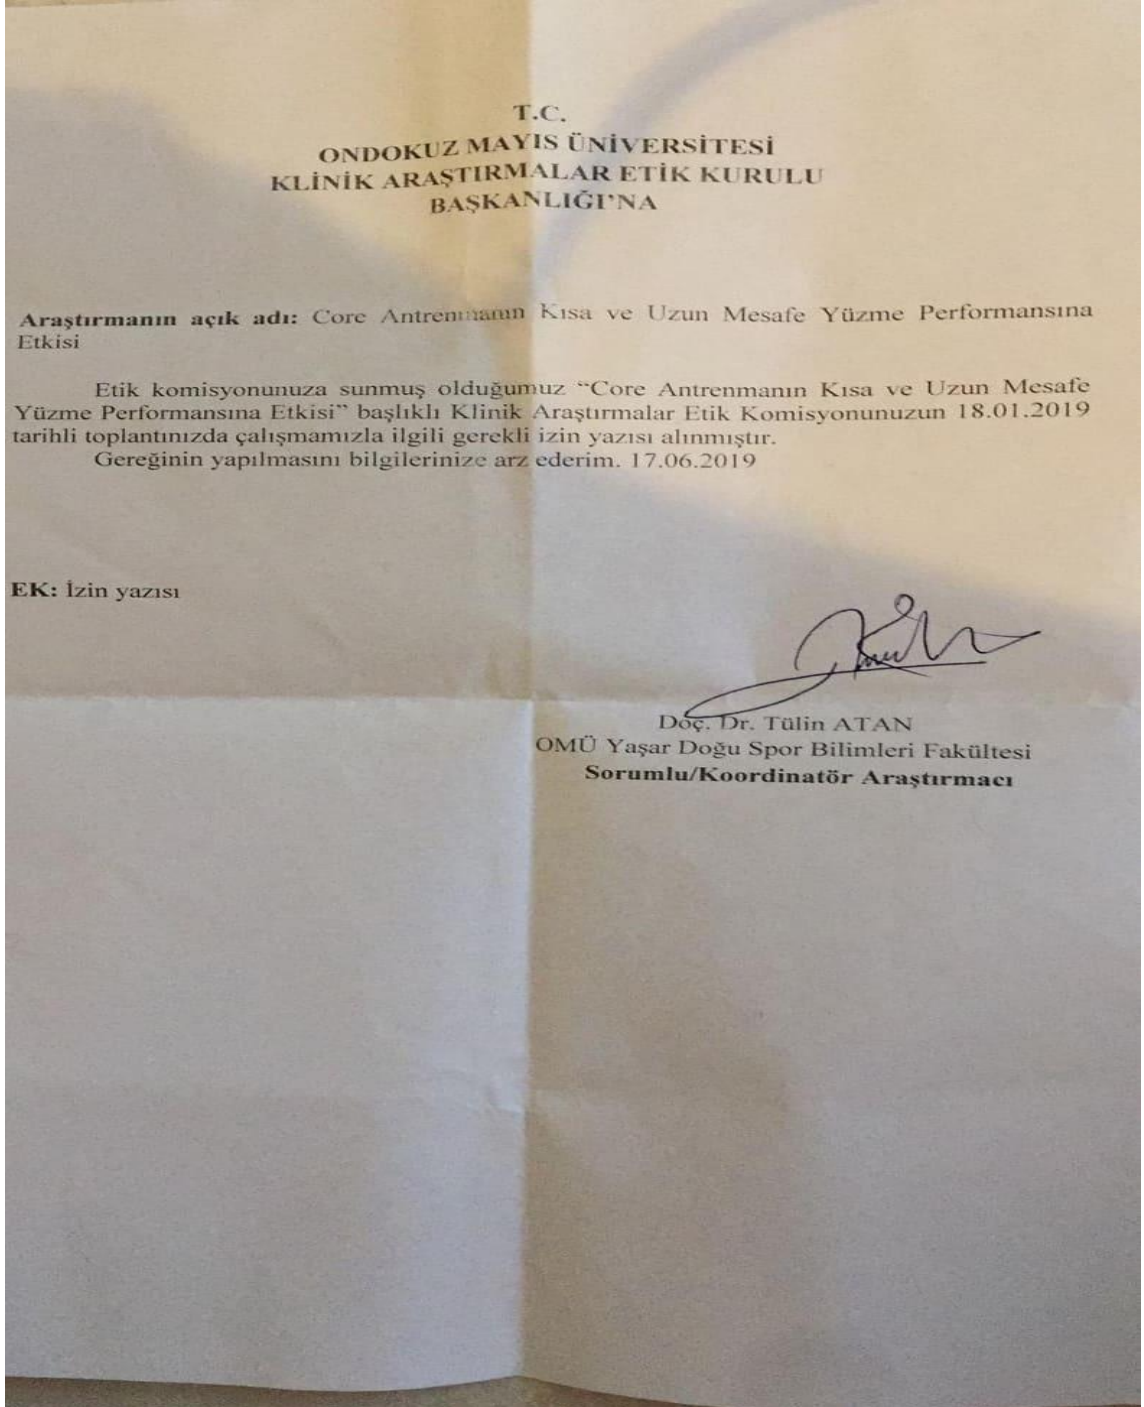 T.C.
ONDOKUZ MAYIS ÜNİVERSİTESİ
KLİNİK ARAŞTIRMALAR ETİK KURULU
BAŞKANLIĞI'NA
Araştırmanın açık adı: Core Antrenmanın Kısa ve Uzun Mesafe Yüzme Performansına
Etkisi
Etik komisyonunuza sunmuş olduğumuz “Core Antrenmanın Kısa ve Uzun Mesafe
Yüzme Performansına Etkisi” başlıklı Klinik Araştırmalar Etik Komisyonunuzun 18.01.2019
tarihli toplantınızda çalışmamızla ilgili gerekli izin yazısı alınmıştır.
Gereğinin yapılmasını bilgilerinize arz ederim. 17.06.2019
EK: İzin yazısı
Doç. Dr. Tülin ATAN
OMÜ Yaşar Doğu Spor Bilimleri Fakültesi
Sorumlu/Koordinatör Araştırmacı